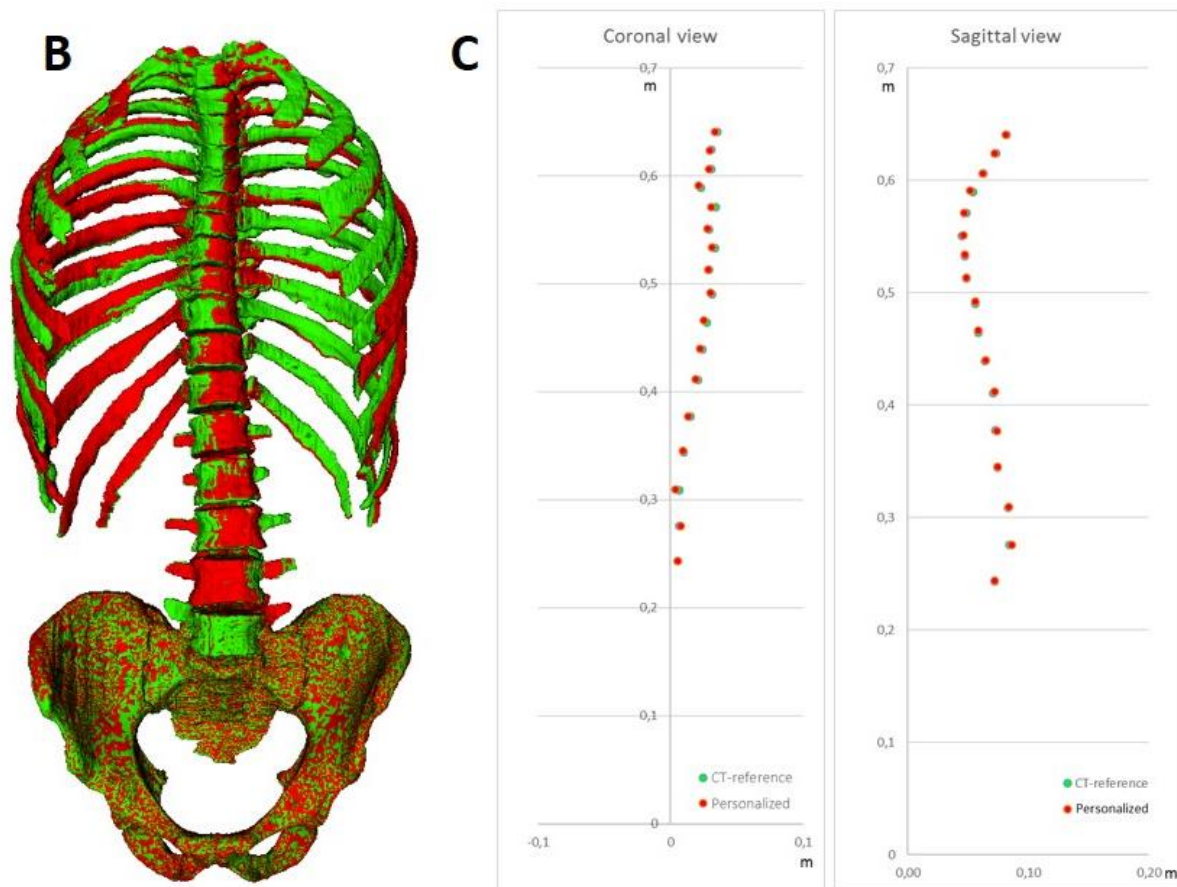 B
C
Coronal view
0,7
m
0,6
0,5
0,4
0,3
0,2
0,1
0
-0,1
0
0,1
m
CT-reference
Personalized
Sagittal view
0,7
m
0,6
0,5
0,4
0,3
0,2
0,1
0
0,00
0,10
0,20
m
CT-reference
Personalized